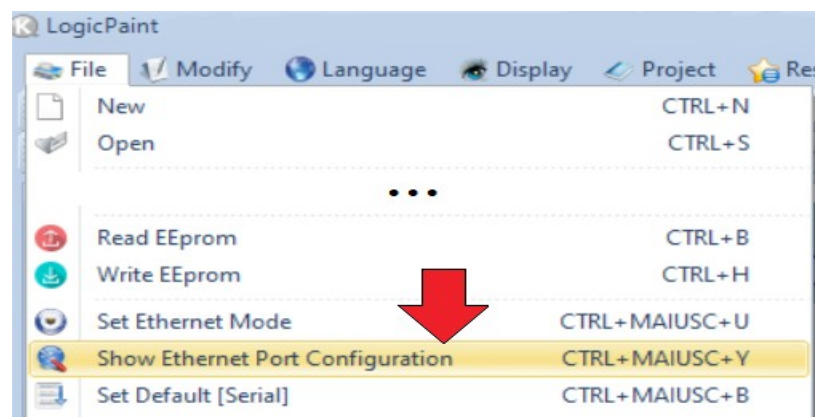 LogicPaint
File Modify Language Display Project Re
New CTRL+N
Open CTRL+S
...
Read EEprom CTRL+B
Write EEprom CTRL+H
Set Ethernet Mode CTRL+MAIUSC+U
Show Ethernet Port Configuration CTRL+MAIUSC+Y
Set Default [Serial] CTRL+MAIUSC+B